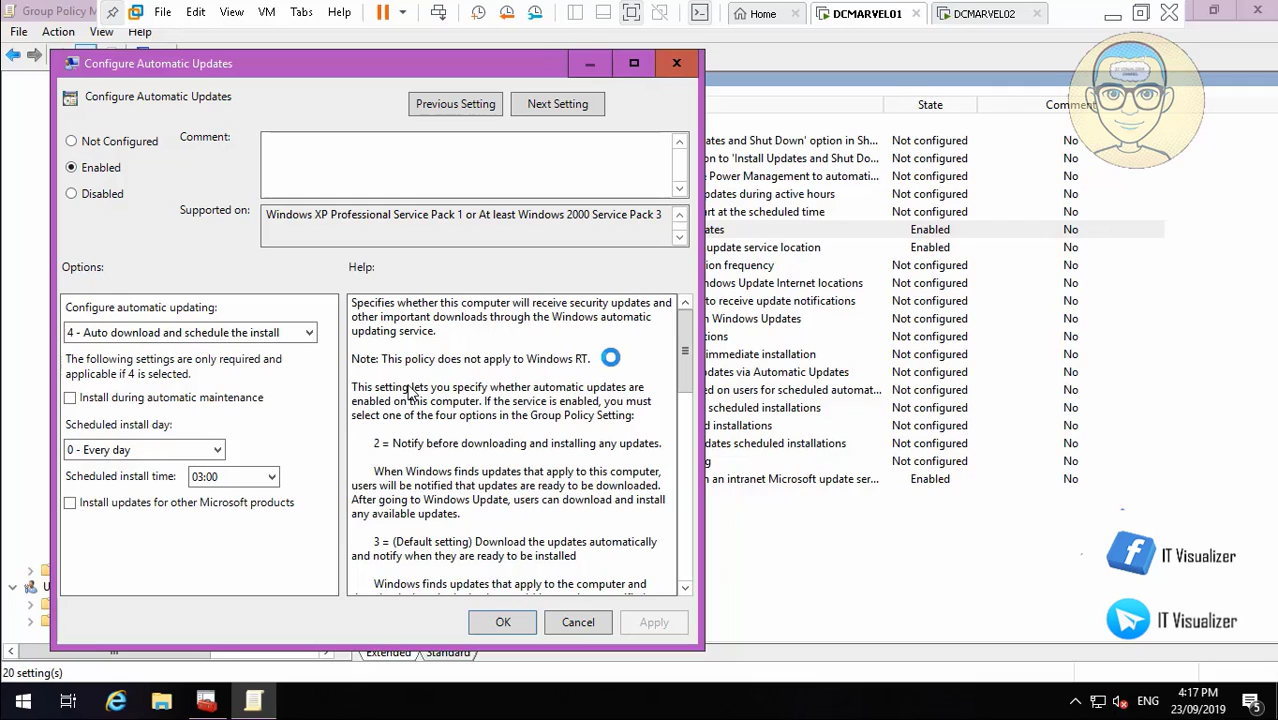 Group Policy M
File Edit View VM Tabs Help
Home
DCMARVEL01
DCMARVEL02
File Action View Help
Configure Automatic Updates
Configure Automatic Updates
Previous Setting
Next Setting
Not Configured
Enabled
Disabled
Comment:
Supported on:
Windows XP Professional Service Pack 1 or At least Windows 2000 Service Pack 3
Options:
Help:
Configure automatic updating:
4 - Auto download and schedule the install
The following settings are only required and
applicable if 4 is selected.
Install during automatic maintenance
Scheduled install day:
0 - Every day
Scheduled install time: 03:00
Install updates for other Microsoft products
Specifies whether this computer will receive security updates and
other important downloads through the Windows automatic
updating service.
Note: This policy does not apply to Windows RT.
This setting lets you specify whether automatic updates are
enabled on this computer. If the service is enabled, you must
select one of the four options in the Group Policy Setting:
2 = Notify before downloading and installing any updates.
When Windows finds updates that apply to this computer,
users will be notified that updates are ready to be downloaded.
After going to Windows Update, users can download and install
any available updates.
3 = (Default setting) Download the updates automatically
and notify when they are ready to be installed
Windows finds updates that apply to the computer and
OK
Cancel
Apply
State Comment
dates and Shut Down' option in Sh... Not configured No
on to 'Install Updates and Shut Do... Not configured No
e Power Management to automati... Not configured No
pdates during active hours Not configured No
art at the scheduled time Not configured No
ates Enabled No
update service location Enabled No
ion frequency Not configured No
Windows Update Internet locations Not configured No
to receive update notifications Not configured No
n Windows Updates Not configured No
ions Not configured No
immediate installation Not configured No
dates via Automatic Updates Not configured No
ed on users for scheduled automat... Not configured No
ed installations Not configured No
scheduled installations Not configured No
g Not configured No
n an intranet Microsoft update ser... Enabled No
IT VISUALIZER
CHANNEL
IT Visualizer
IT Visualizer
U
Extended Standard
20 setting(s)
ENG
4:17 PM
23/09/2019
5